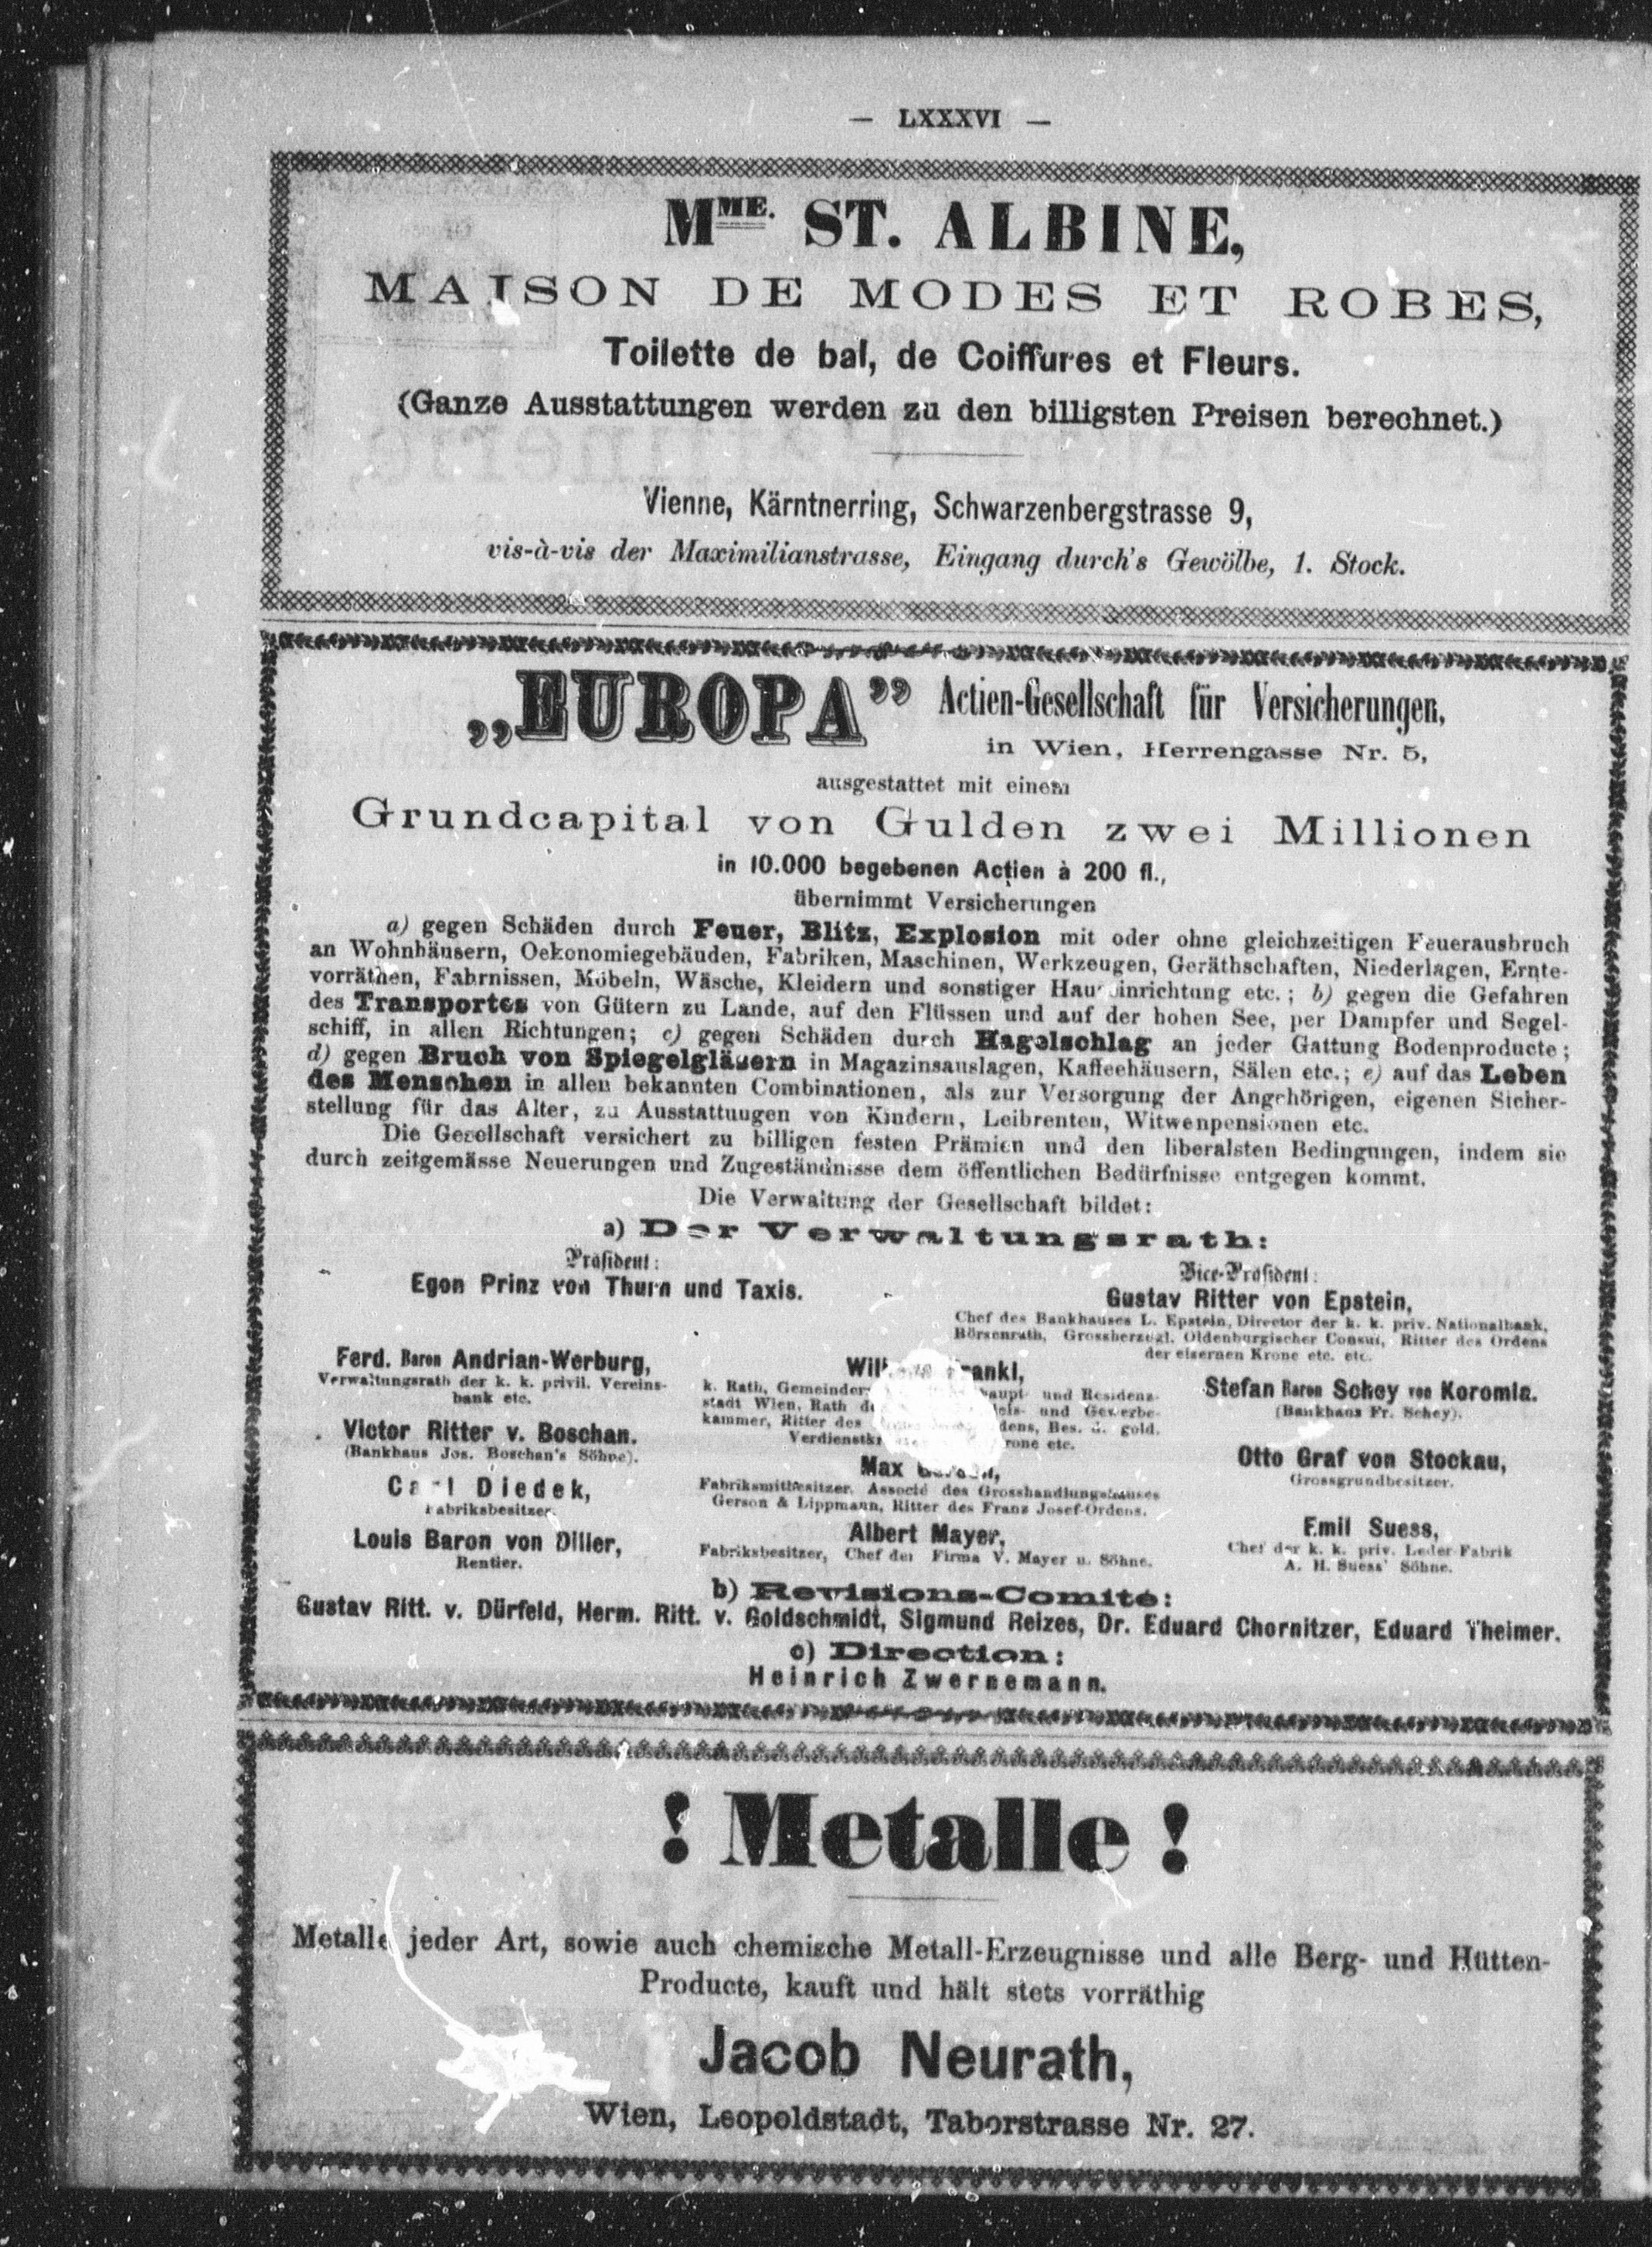 — LXXXVI —
MME. ST. ALBINE,
MAISON DE MODES ET ROBES,
Toilette de bal, de Coiffures et Fleurs.
(Ganze Ausstattungen werden zu den billigsten Preisen berechnet.)
Vienne, Kärntnerring, Schwarzenbergstrasse 9,
vis-à-vis der Maximilianstrasse, Eingang durch's Gewölbe, 1. Stock.
„EUROPA” Actien-Gesellschaft für Versicherungen,
in Wien, Herrengasse Nr. 5,
ausgestattet mit einem
Grundcapital von Gulden zwei Millionen
in 10.000 begebenen Actien à 200 fl.,
übernimmt Versicherungen
a) gegen Schäden durch Feuer, Blitz, Explosion mit oder ohne gleichzeitigen Feuerausbruch
an Wohnhäusern, Oekonomiegebäuden, Fabriken, Maschinen, Werkzeugen, Geräthschaften, Niederlagen, Ernte-
vorräthen, Fahrnissen, Möbeln, Wäsche, Kleidern und sonstiger Hauseinrichtung etc.; b) gegen die Gefahren
des Transportes von Gütern zu Lande, auf den Flüssen und auf der hohen See, per Dampfer und Segel-
schiff, in allen Richtungen; c) gegen Schäden durch Hagelschlag an jeder Gattung Bodenproducte;
d) gegen Bruch von Spiegelgläsern in Magazinsauslagen, Kaffeehäusern, Sälen etc.; e) auf das Leben
des Menschen in allen bekannten Combinationen, als zur Versorgung der Angehörigen, eigenen Sicher-
stellung für das Alter, zu Ausstattungen von Kindern, Leibrenten, Witwenpensionen etc.
Die Gesellschaft versichert zu billigen festen Prämien und den liberalsten Bedingungen, indem sie
durch zeitgemässe Neuerungen und Zugeständnisse dem öffentlichen Bedürfnisse entgegen kommt.
Die Verwaltung der Gesellschaft bildet:
a) Der Verwaltungsrath:
Präsident:
Egon Prinz von Thurn und Taxis.
Vice-Präsident:
Gustav Ritter von Epstein,
Chef des Bankhauses L. Epstein, Director der k. k. priv. Nationalbank,
Börsenrath, Grossherzogl. Oldenburgischer Consul, Ritter des Ordens
der eisernen Krone etc. etc.
Ferd. Baron Andrian-Werburg,
Verwaltungsrath der k. k. privil. Vereins-
bank etc.
Victor Ritter v. Boschan.
(Bankhaus Jos. Boschan's Söhne).
Carl Diedek,
Fabriksbesitzer.
Louis Baron von Diller,
Rentier.
Frankl,
k. Rath, und Residenz-
stadt Wien, Rath und Gewerbe-
kammer, Ritter des Bes. d. gold.
etc.
Max
Fabriksmitbesitzer, Associé des Grosshandlungshauses
Gerson & Lippmann, Ritter des Franz Josef-Ordens.
Albert Mayer,
Fabriksbesitzer, Chef der Firma V. Mayer u. Söhne.
Stefan Baron Schey von Koromla.
(Bankhaus Fr. Schey).
Otto Graf von Stockau,
Grossgrundbesitzer.
Emil Suess,
Chef der k. k. priv. Leder-Fabrik
A. H. Suess' Söhne.
b) Revisions-Comité:
Gustav Ritt. v. Dürfeld, Herm. Ritt. v. Goldschmidt, Sigmund Reizes, Dr. Eduard Chornitzer, Eduard Theimer.
c) Direction:
Heinrich Zwernemann.
! Metalle !
Metalle jeder Art, sowie auch chemische Metall-Erzeugnisse und alle Berg- und Hütten-
Producte, kauft und hält stets vorräthig
Jacob Neurath,
Wien, Leopoldstadt, Taborstrasse Nr. 27.